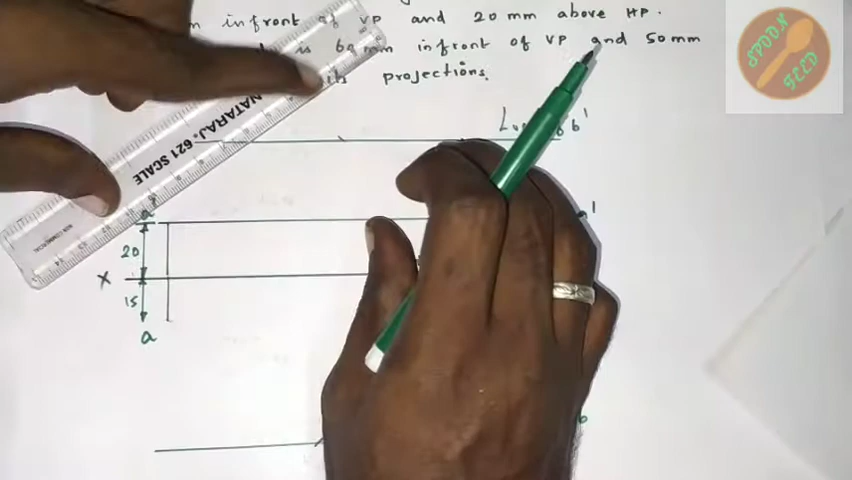 m infront of VP and 20 mm above HP.
is 60 mm infront of VP and 50 mm
its projections.
SPOON FEED
NATARAJ. 621 SCALE
a'
20
X
15
a
b'